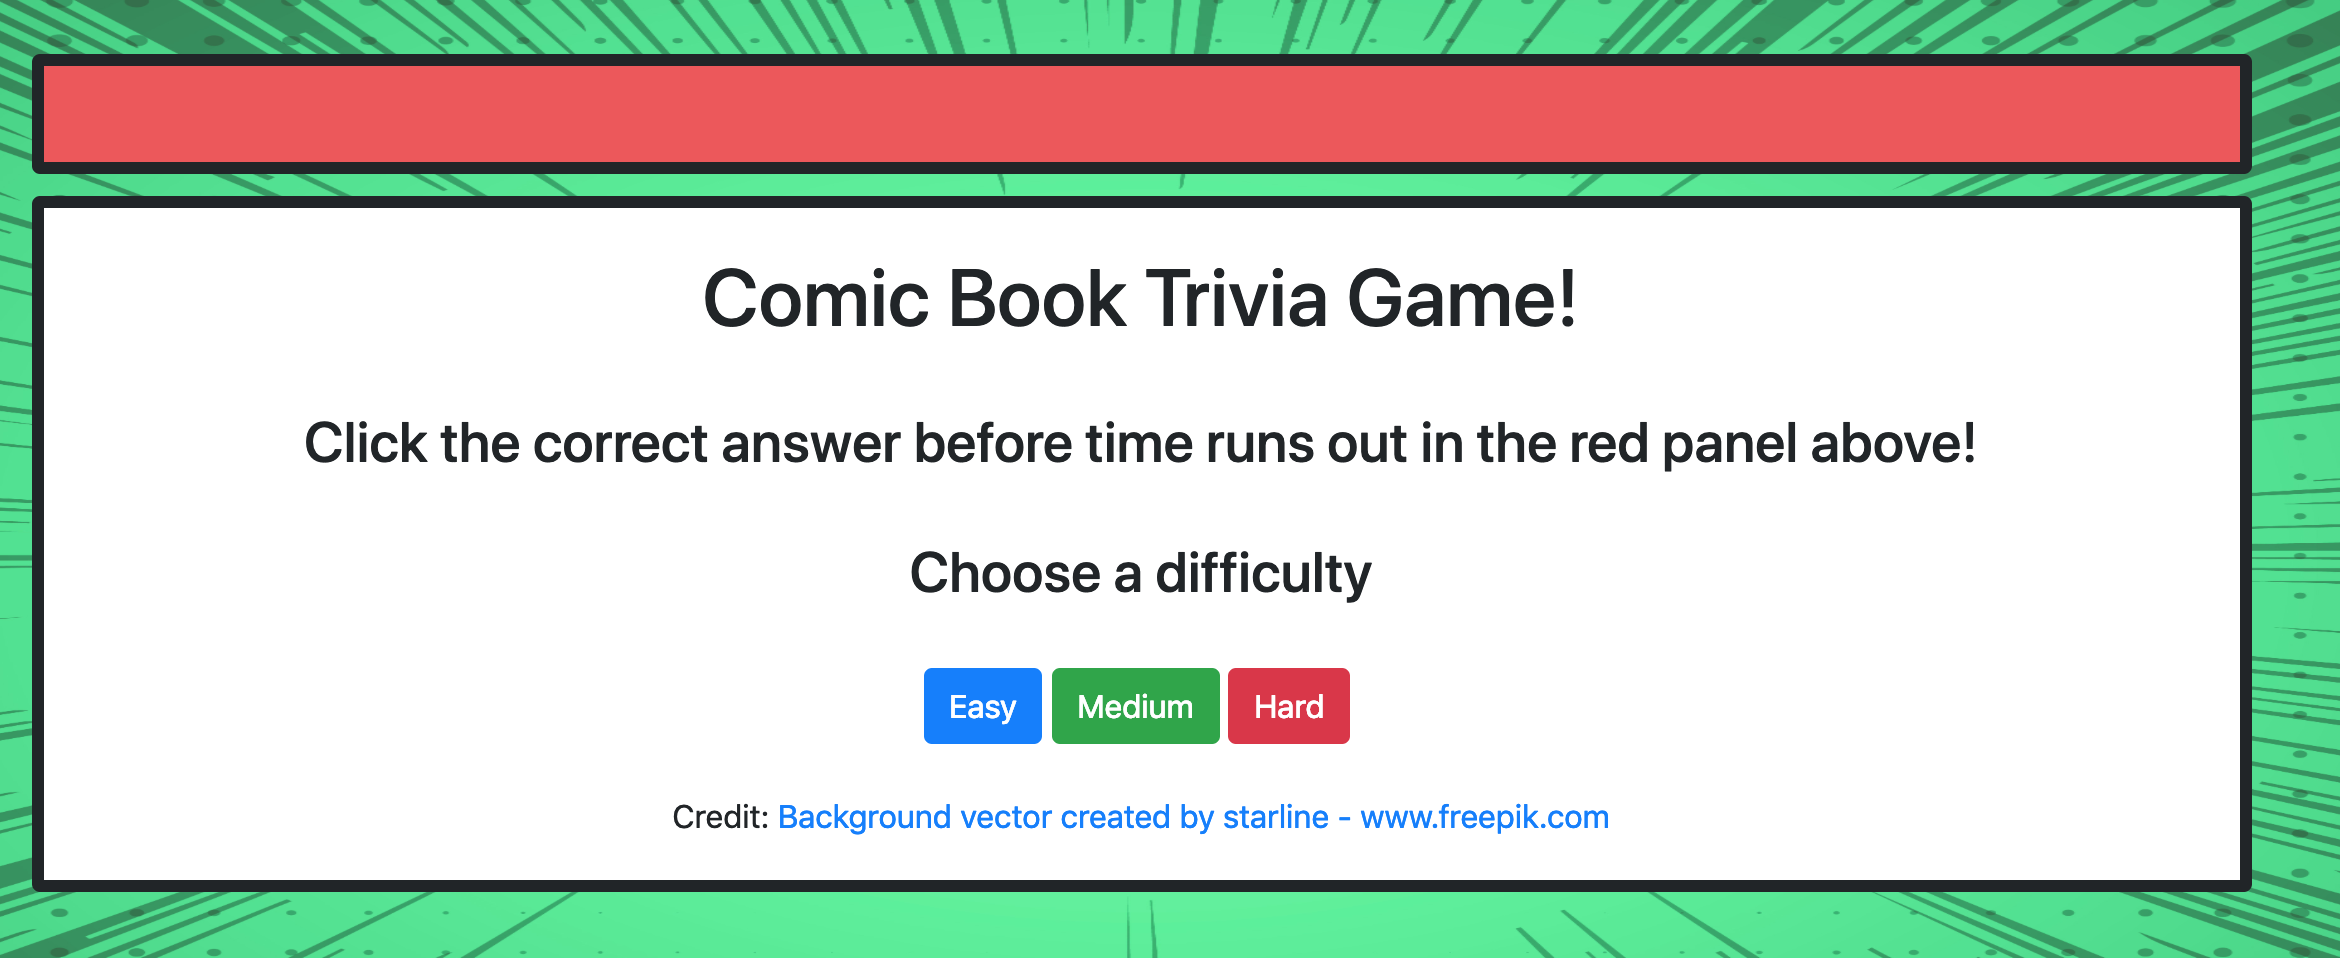 Comic Book Trivia Game!
Click the correct answer before time runs out in the red panel above!
Choose a difficulty
Easy Medium Hard
Credit: Background vector created by starline - www.freepik.com